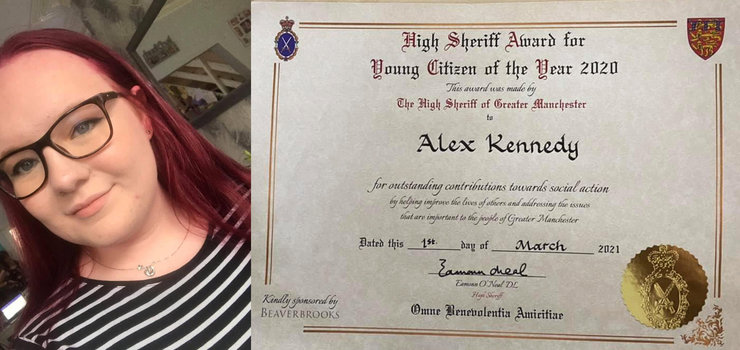 High Sheriff Award for
Young Citizen of the Year 2020
This award was made by
The High Sheriff of Greater Manchester
to
Alex Kennedy
for outstanding contributions towards social action
by helping improve the lives of others and addressing the issues
that are important to the people of Greater Manchester
Dated this 1st. day of March 2021
Eamonn O'Neal
Eamonn O'Neal DL
High Sheriff
Kindly sponsored by
BEAVERBROOKS
Omne Benevolentia Amicitiae